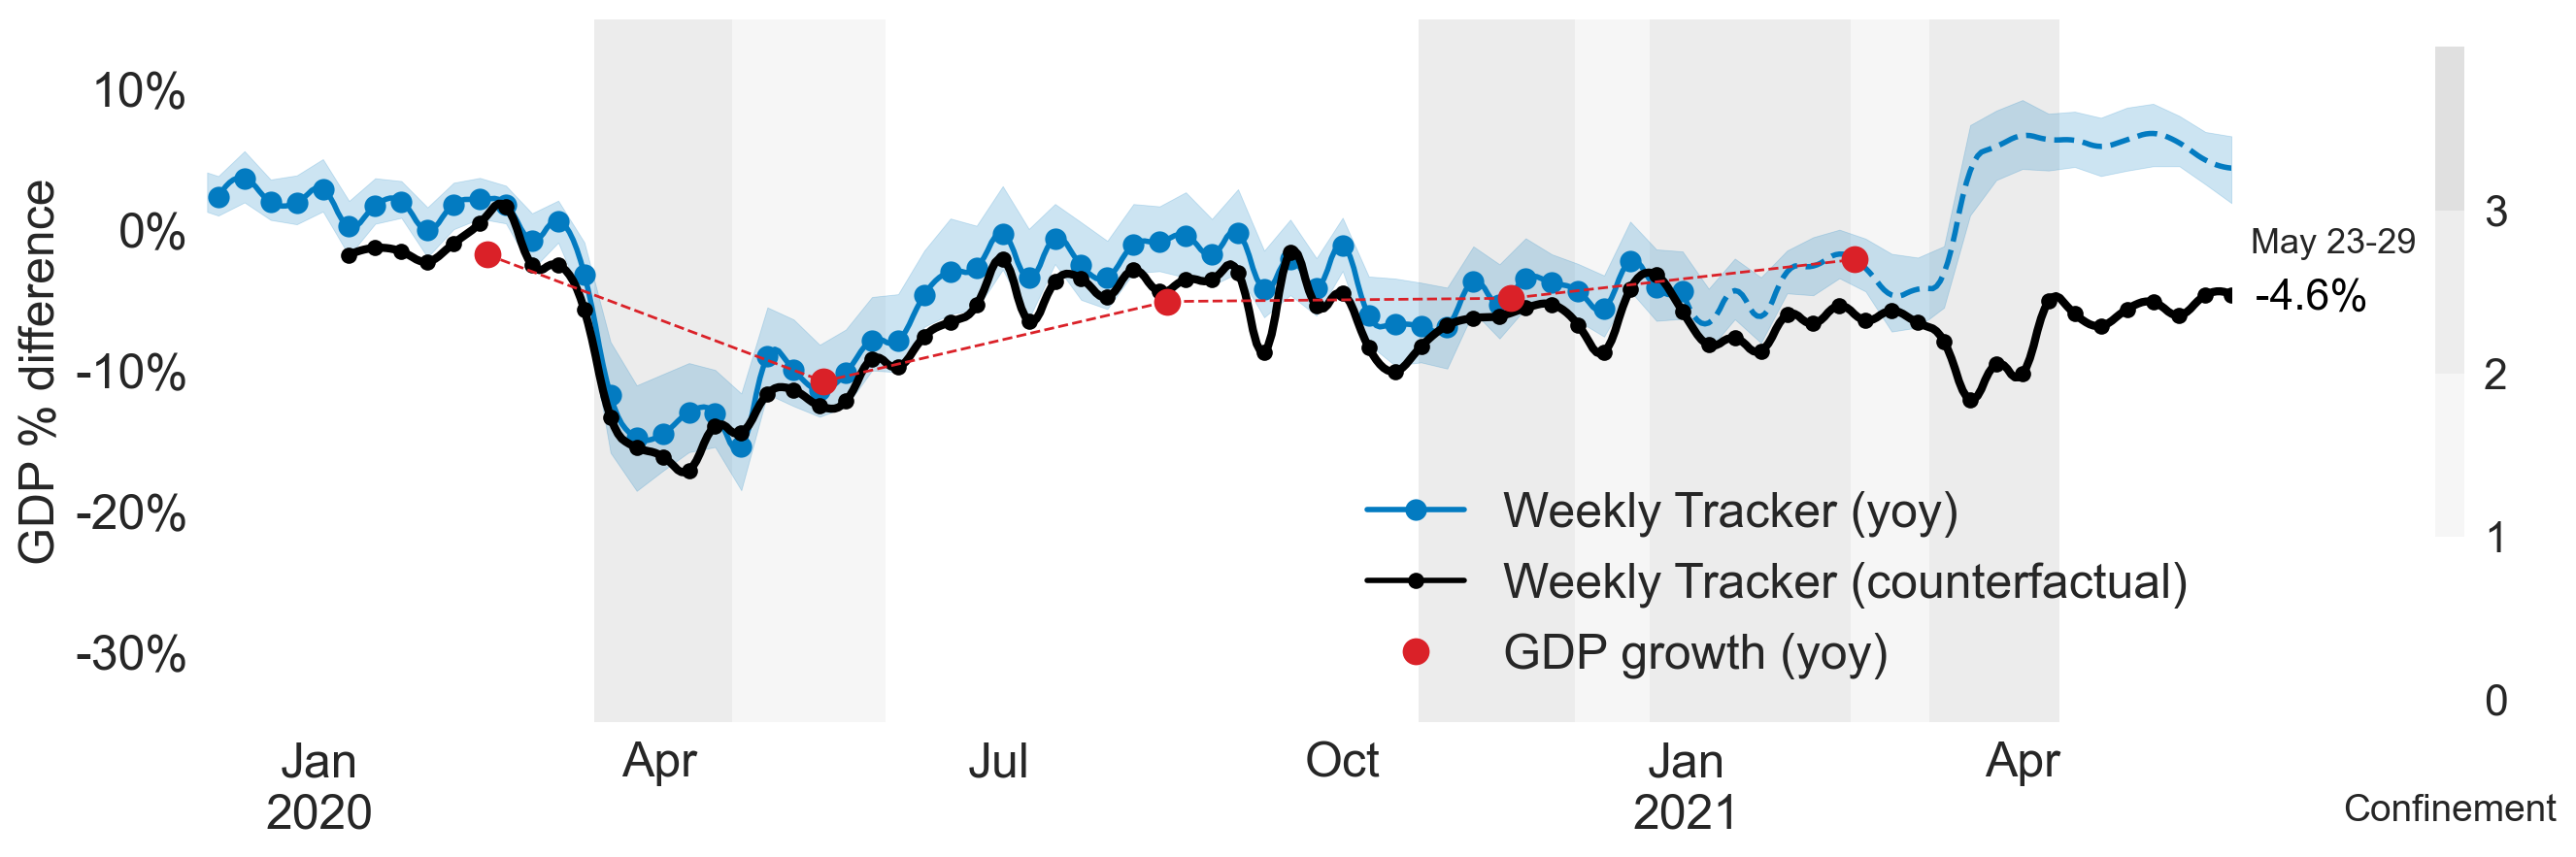 GDP % difference
10%
0%
-10%
-20%
-30%
Jan
2020
Apr
Jul
Oct
Jan
2021
Apr
Weekly Tracker (yoy)
Weekly Tracker (counterfactual)
GDP growth (yoy)
May 23-29
-4.6%
3
2
1
0
Confinement